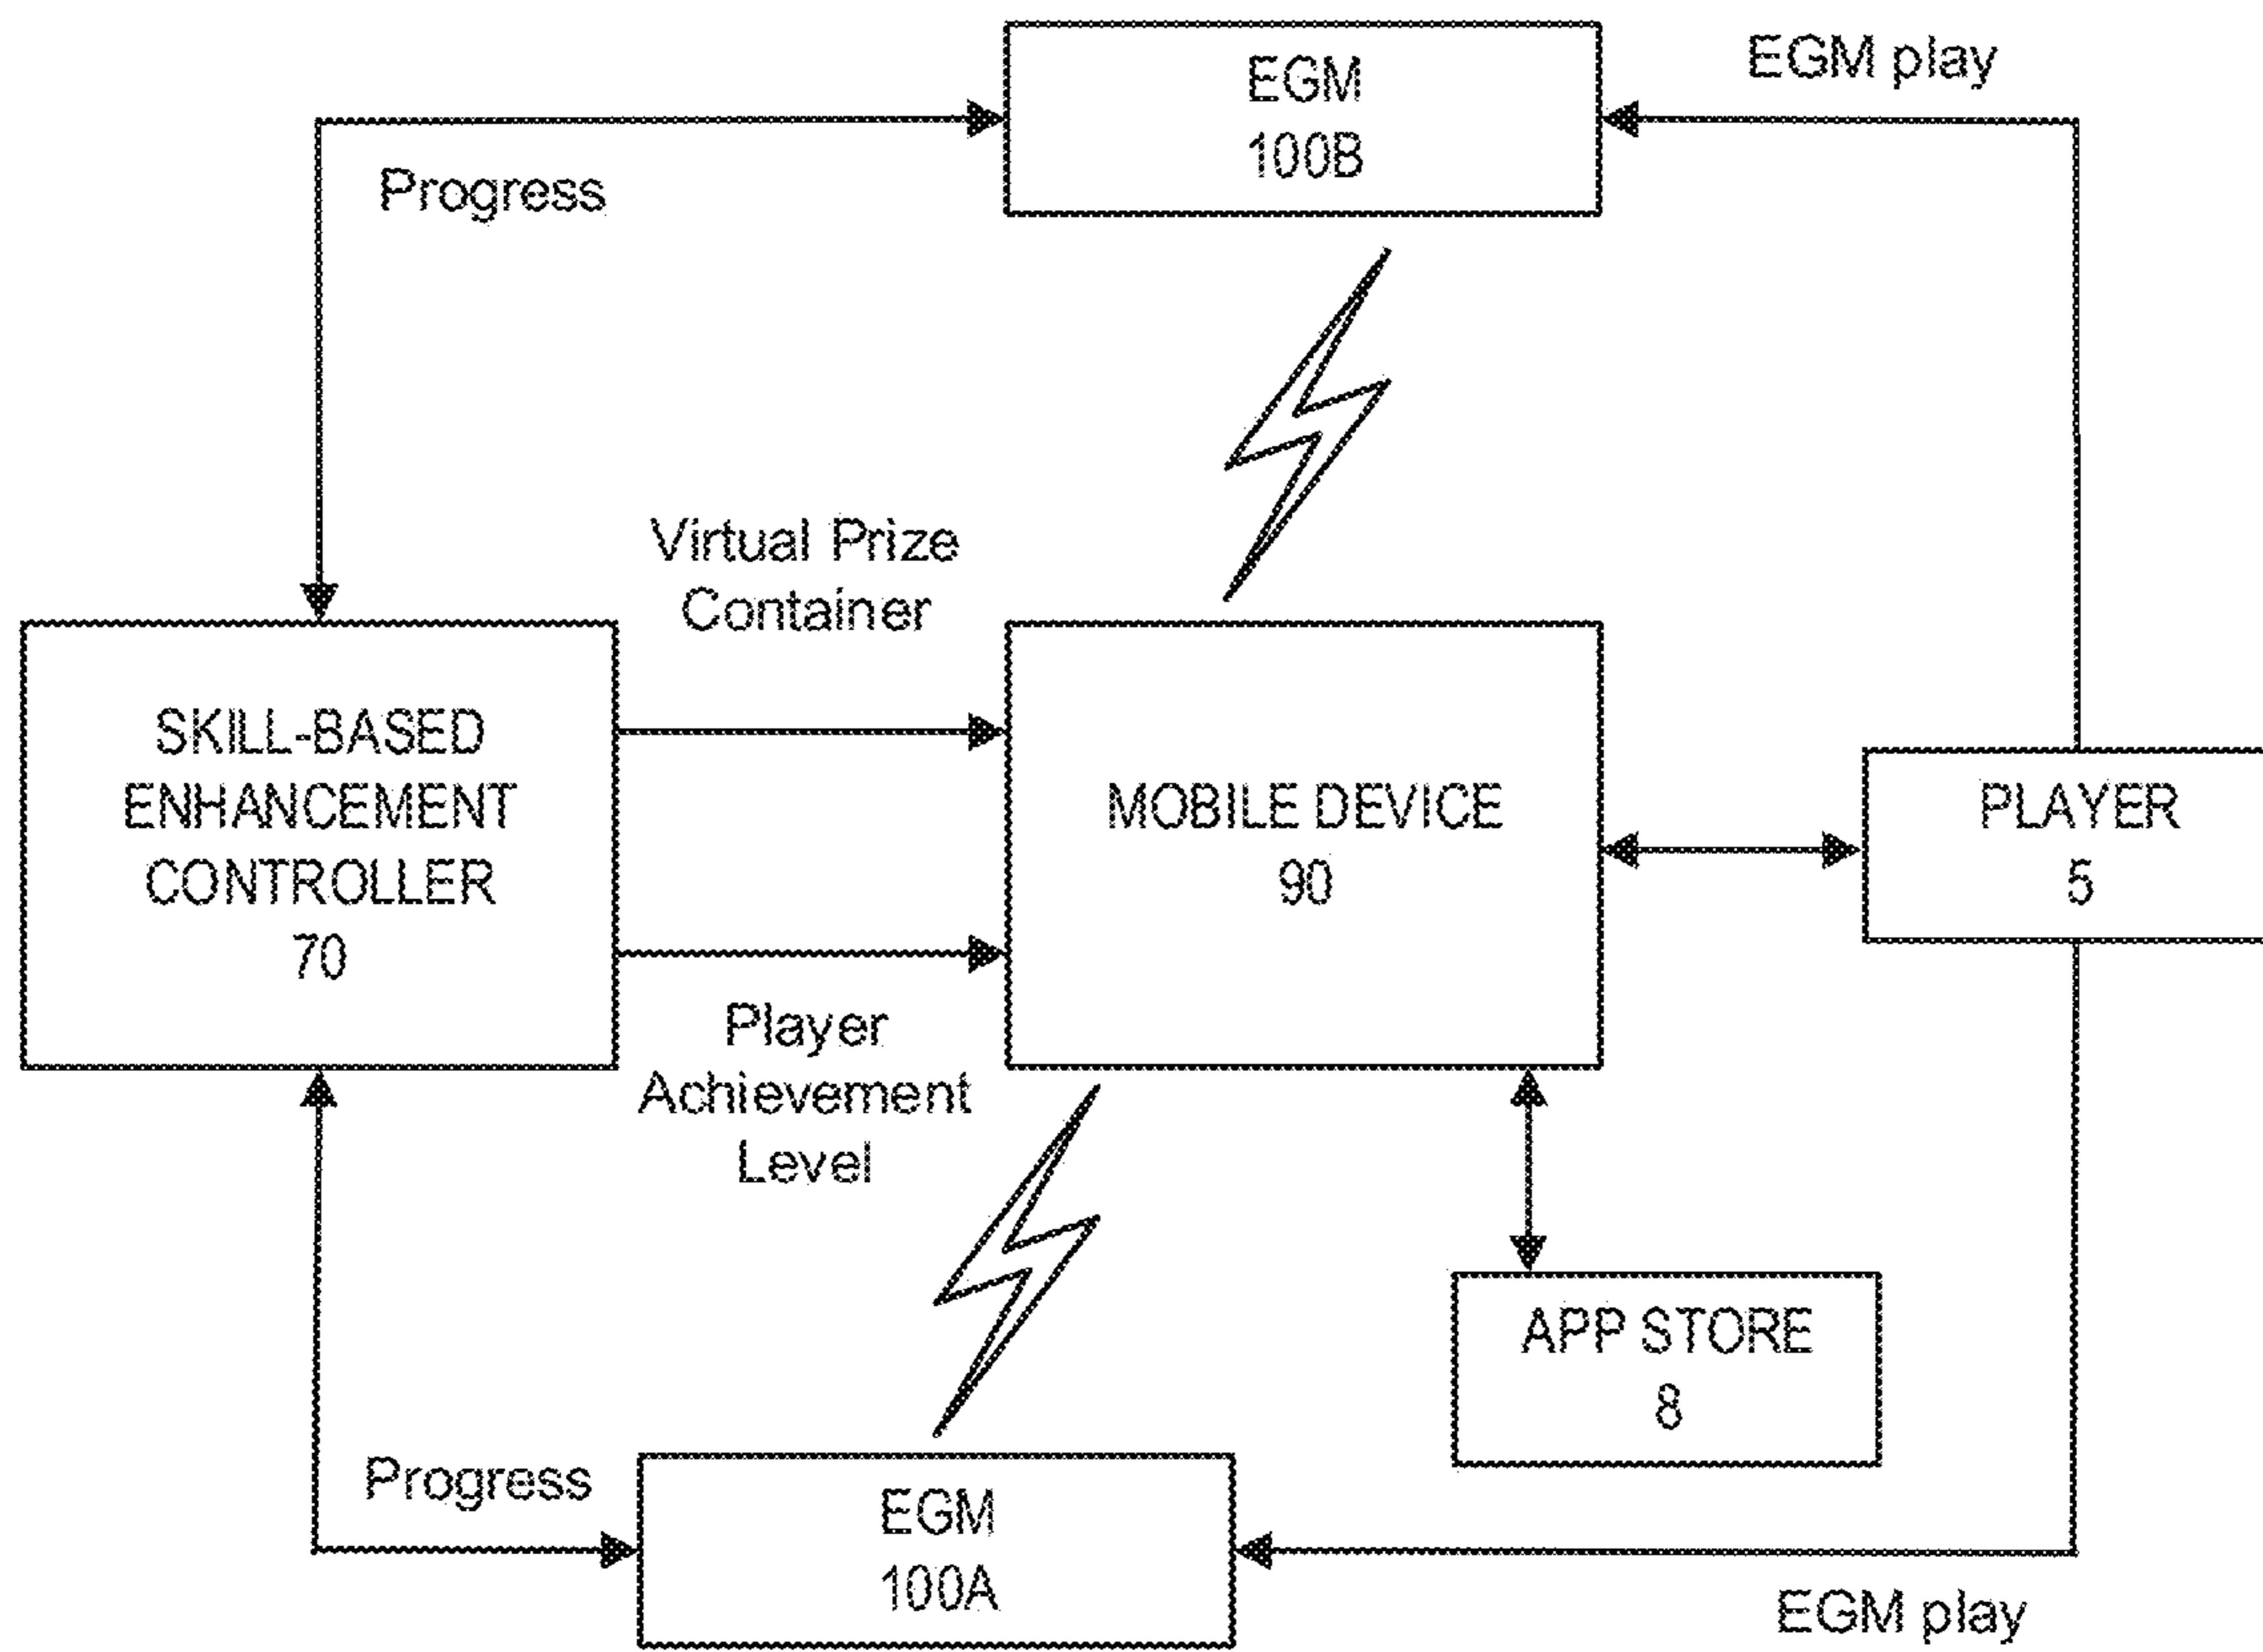 EGM
100B
EGM play
Progress
Virtual Prize
Container
SKILL-BASED
ENHANCEMENT
CONTROLLER
70
MOBILE DEVICE
90
PLAYER
5
Player
Achievement
Level
APP STORE
8
Progress
EGM
100A
EGM play